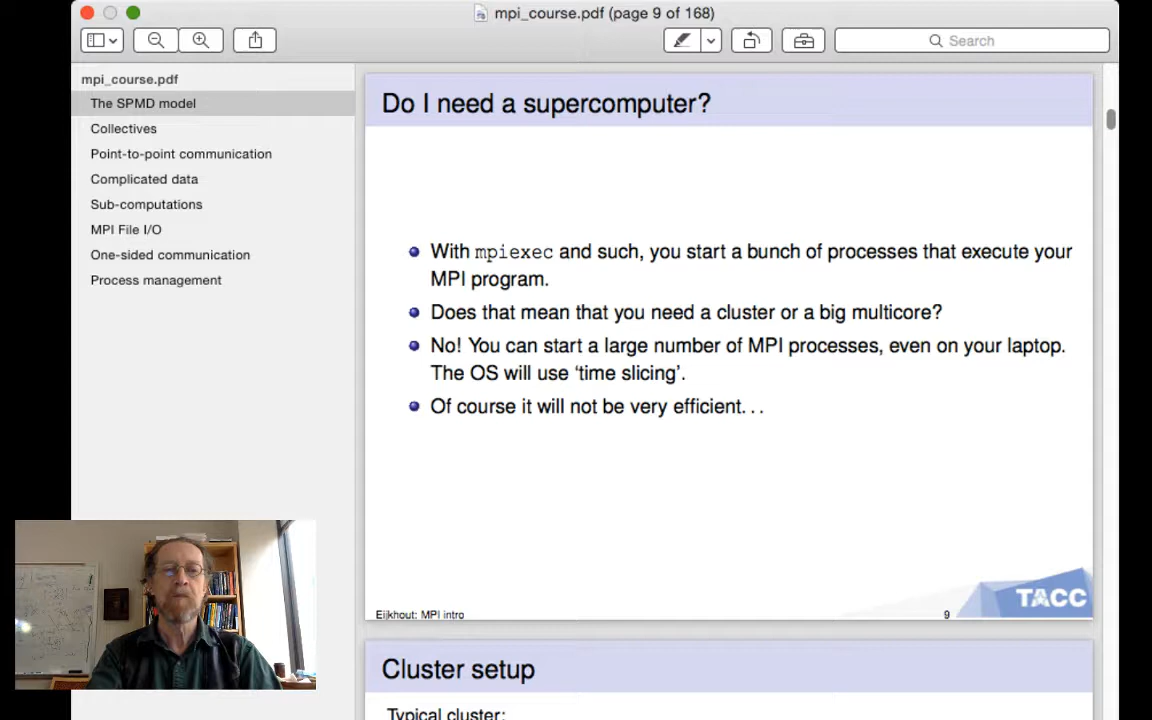 mpi_course.pdf (page 9 of 168)
Search
mpi_course.pdf
The SPMD model
Collectives
Point-to-point communication
Complicated data
Sub-computations
MPI File I/O
One-sided communication
Process management
Do I need a supercomputer?
With mpiexec and such, you start a bunch of processes that execute your
MPI program.
Does that mean that you need a cluster or a big multicore?
No! You can start a large number of MPI processes, even on your laptop.
The OS will use ‘time slicing’.
Of course it will not be very efficient...
TACC
Eijkhout: MPI intro
9
Cluster setup
Typical cluster: